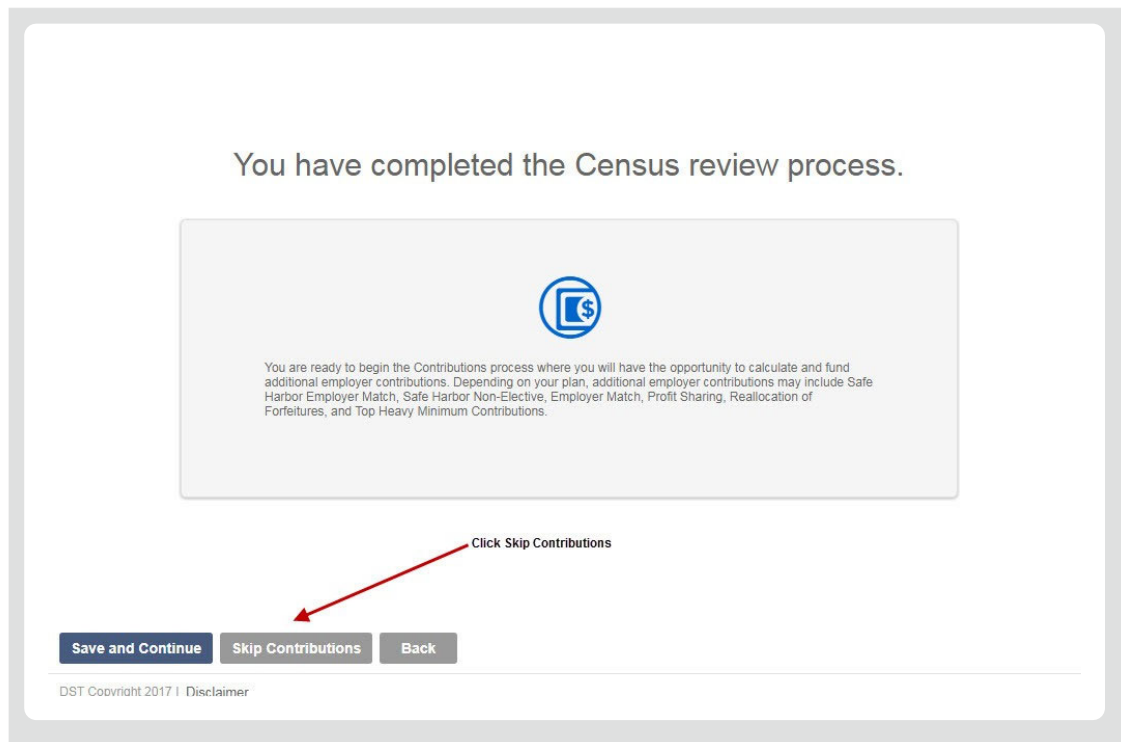 You have completed the Census review process.
$
You are ready to begin the Contributions process where you will have the opportunity to calculate and fund
additional employer contributions. Depending on your plan, additional employer contributions may include Safe
Harbor Employer Match, Safe Harbor Non-Elective, Employer Match, Profit Sharing, Reallocation of
Forfeitures, and Top Heavy Minimum Contributions.
Click Skip Contributions
Save and Continue Skip Contributions Back
DST Copyright 2017 | Disclaimer